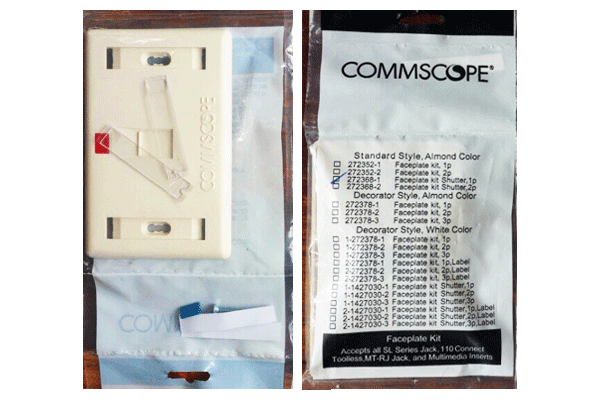 COMMSCOPE
COMMSCOPE
COMMSCOPE®
Standard Style, Almond Color
272352-1 Faceplate kit, 1p
272352-2 Faceplate kit, 2p
272368-1 Faceplate kit Shutter,1p
272368-2 Faceplate kit Shutter,2p
Decorator Style, Almond Color
272378-1 Faceplate kit, 1p
272378-2 Faceplate kit, 2p
272378-3 Faceplate kit, 3p
Decorator Style, White Color
1-272378-1 Faceplate kit, 1p
1-272378-2 Faceplate kit, 2p
1-272378-3 Faceplate kit, 3p
2-272378-1 Faceplate kit, 1p,Label
2-272378-2 Faceplate kit, 2p,Label
2-272378-3 Faceplate kit, 3p,Label
1-1427030-1 Faceplate kit Shutter,1p
1-1427030-2 Faceplate kit Shutter,2p
1-1427030-3 Faceplate kit Shutter,3p
2-1427030-1 Faceplate kit Shutter,1p,Label
2-1427030-2 Faceplate kit Shutter,2p,Label
2-1427030-3 Faceplate kit Shutter,3p,Label
Faceplate Kit
Accepts all SL Series Jack, 110 Connect
Toolless,MT-RJ Jack, and Multimedia Inserts